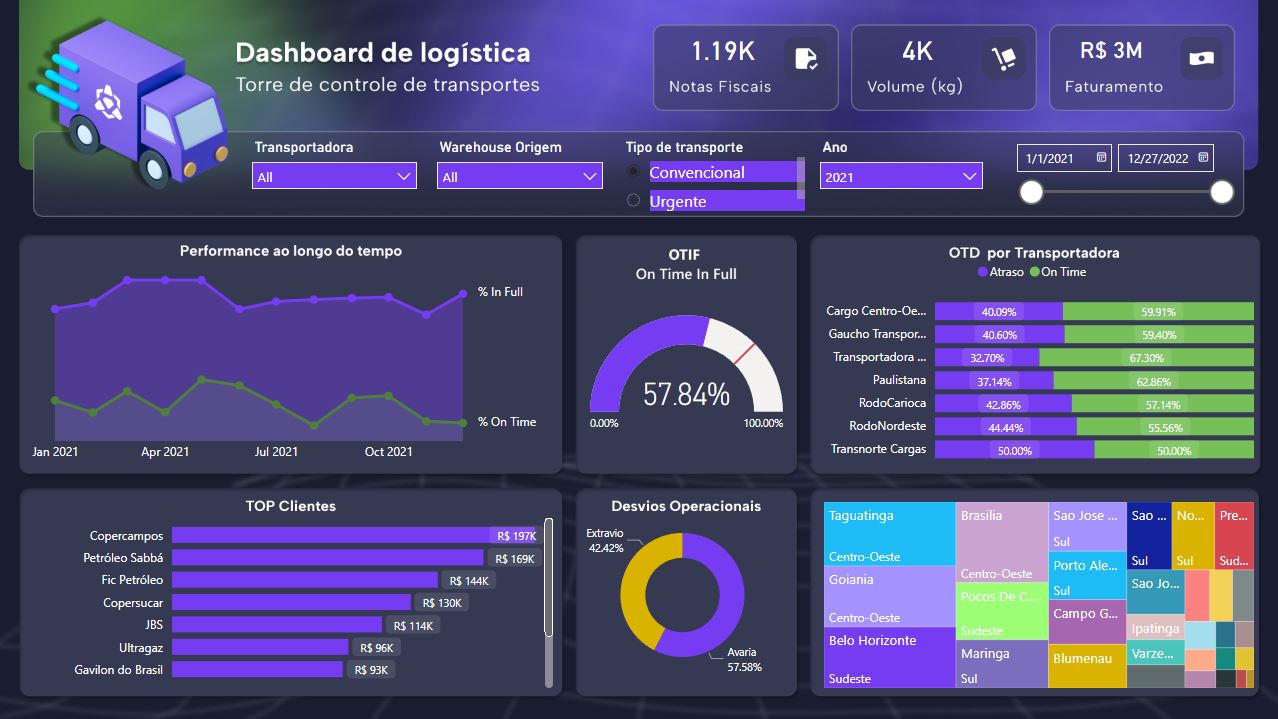 Dashboard de logística
Torre de controle de transportes
1.19K
Notas Fiscais
4K
Volume (kg)
R$ 3M
Faturamento
Transportadora
All
Warehouse Origem
All
Tipo de transporte
Convencional
Urgente
Ano
2021
1/1/2021
12/27/2022
Performance ao longo do tempo
% In Full
% On Time
Jan 2021
Apr 2021
Jul 2021
Oct 2021
OTIF
On Time In Full
57.84%
0.00%
100.00%
OTD por Transportadora
Atraso
On Time
Cargo Centro-Oe... 40.09% 59.91%
Gaucho Transpor... 40.60% 59.40%
Transportadora ... 32.70% 67.30%
Paulistana 37.14% 62.86%
RodoCarioca 42.86% 57.14%
RodoNordeste 44.44% 55.56%
Transnorte Cargas 50.00% 50.00%
TOP Clientes
Copercampos R$ 197K
Petróleo Sabbá R$ 169K
Fic Petróleo R$ 144K
Copersucar R$ 130K
JBS R$ 114K
Ultragaz R$ 96K
Gavilon do Brasil R$ 93K
Desvios Operacionais
Extravio
42.42%
Avaria
57.58%
Taguatinga
Centro-Oeste
Goiania
Centro-Oeste
Belo Horizonte
Sudeste
Brasilia
Centro-Oeste
Pocos De C...
Sudeste
Maringa
Sul
Sao Jose ...
Sul
Porto Ale...
Sul
Campo G...
Blumenau
Sao ...
Sul
No...
Sul
Pre...
Sud...
Sao Jo...
Ipatinga
Varze...